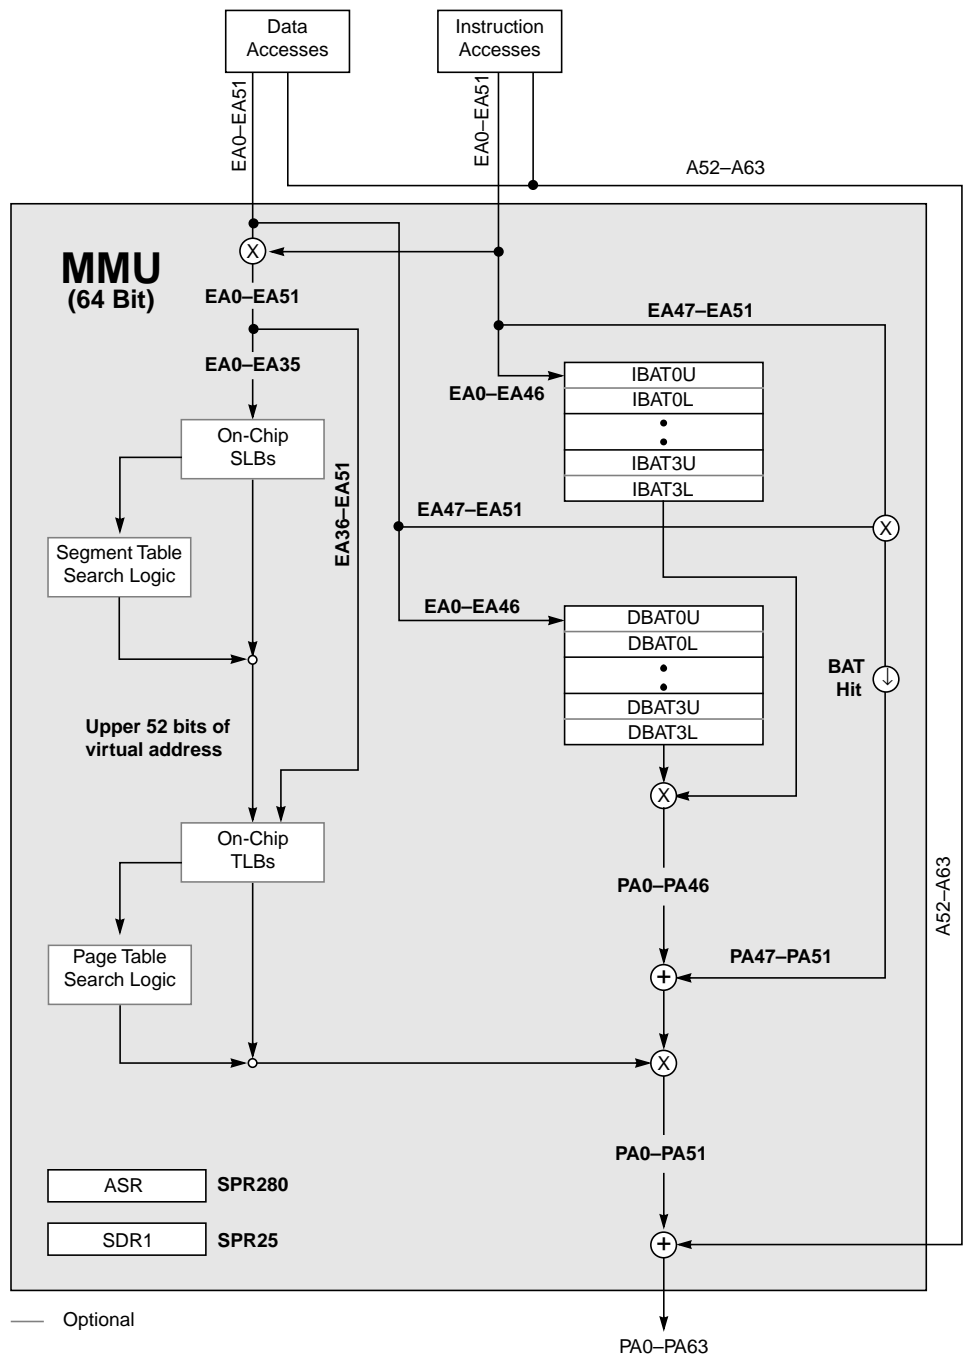 Data
Accesses
Instruction
Accesses
EA0–EA51
EA0–EA51
A52–A63
MMU
(64 Bit)
X
EA0–EA51
EA47–EA51
EA0–EA35
EA0–EA46
IBAT0U
IBAT0L
IBAT3U
IBAT3L
On-Chip
SLBs
EA36–EA51
EA47–EA51
X
Segment Table
Search Logic
EA0–EA46
DBAT0U
DBAT0L
DBAT3U
DBAT3L
BAT
Hit
↓
Upper 52 bits of
virtual address
X
On-Chip
TLBs
PA0–PA46
A52–A63
Page Table
Search Logic
PA47–PA51
+
X
PA0–PA51
ASR
SPR280
SDR1
SPR25
+
Optional
PA0–PA63